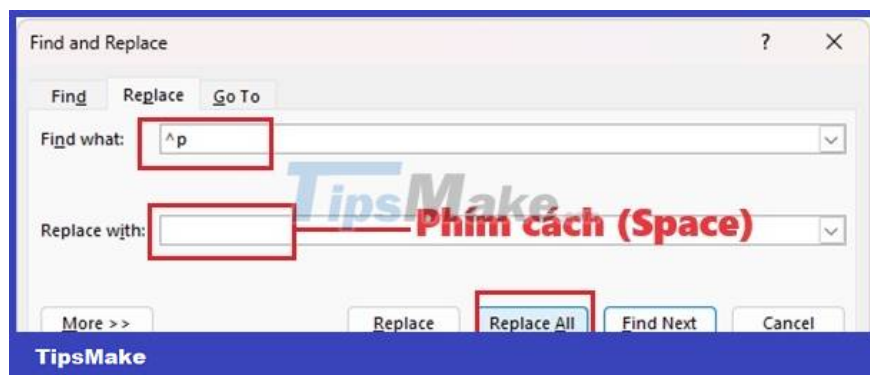 Find and Replace ? ×
Find Replace Go To
Find what: ^p
TipsMake
Replace with: Phím cách (Space)
More >> Replace Replace All Find Next Cancel
TipsMake